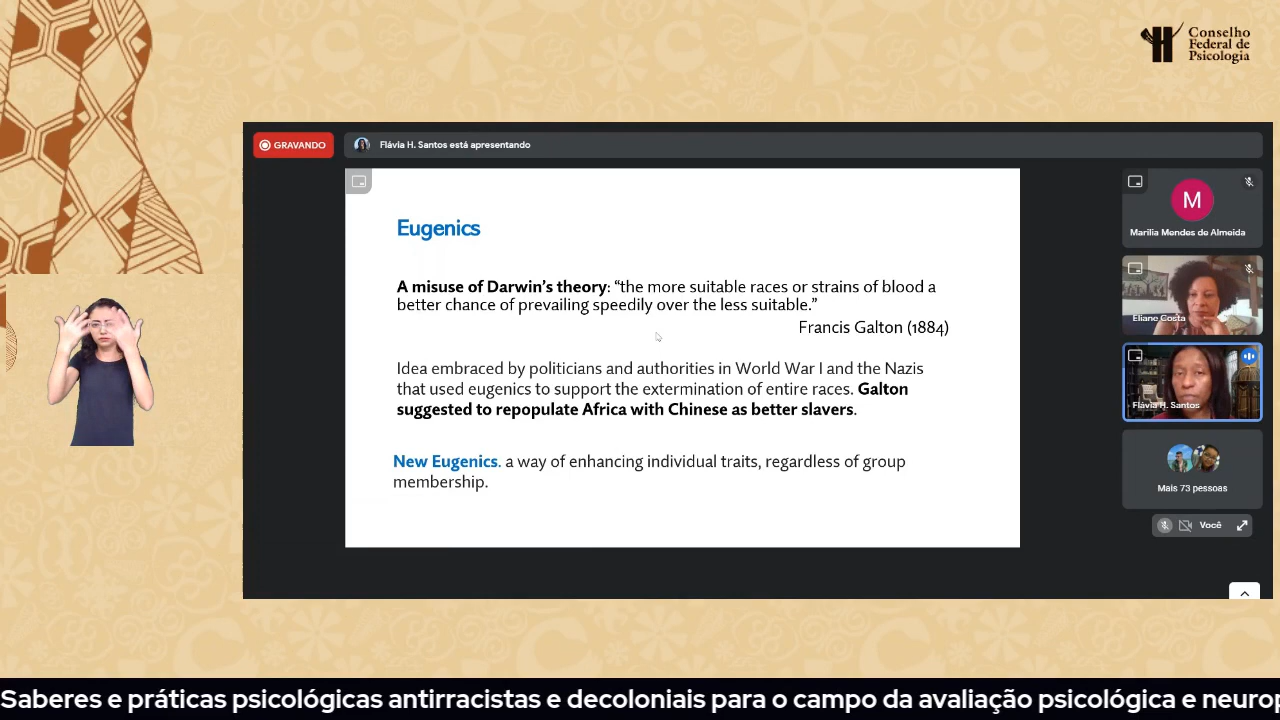 Conselho
Federal de
Psicologia
GRAVANDO
Flávia H. Santos está apresentando
Eugenics
A misuse of Darwin's theory: “the more suitable races or strains of blood a
better chance of prevailing speedily over the less suitable.”
Francis Galton (1884)
Idea embraced by politicians and authorities in World War I and the Nazis
that used eugenics to support the extermination of entire races. Galton
suggested to repopulate Africa with Chinese as better slavers.
New Eugenics. a way of enhancing individual traits, regardless of group
membership.
M
Marilia Mendes de Almeida
Eliane Costa
Flávia H. Santos
Mais 73 pessoas
Você
Saberes e práticas psicológicas antirracistas e decoloniais para o campo da avaliação psicológica e neurop